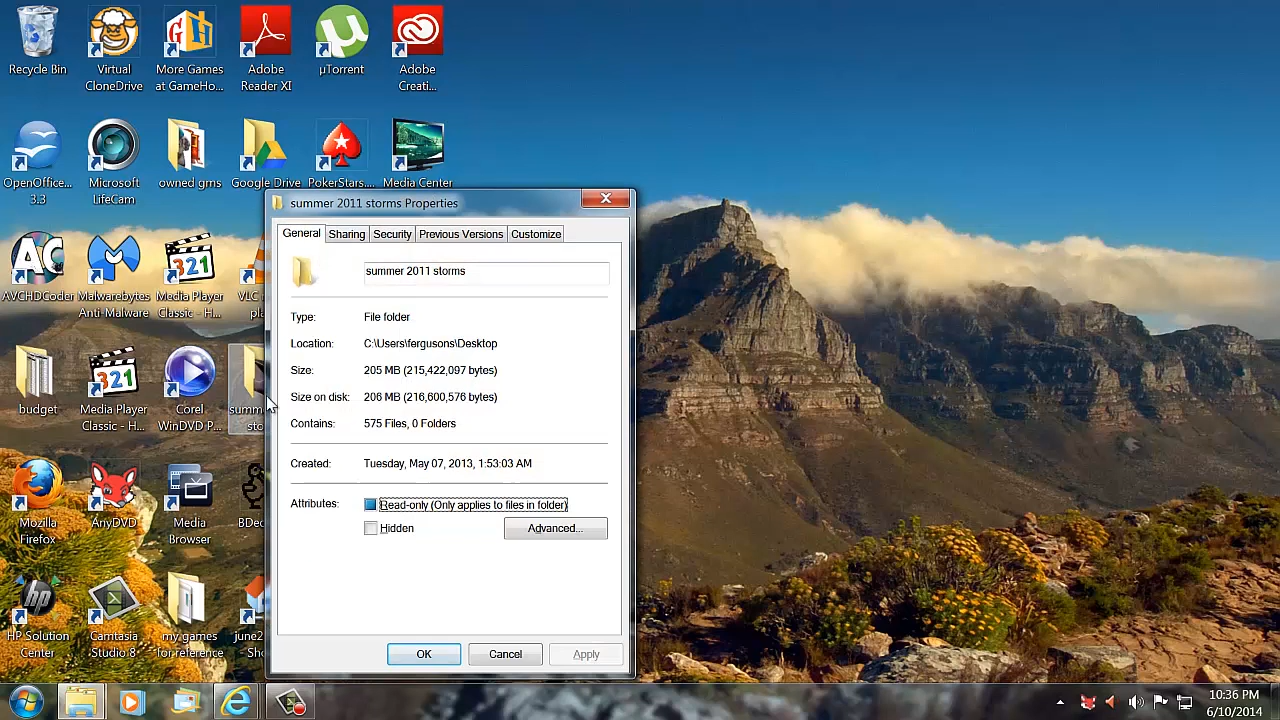 Recycle Bin
Virtual
CloneDrive
More Games
at GameHo...
Adobe
Reader XI
µTorrent
Adobe
Creati...
OpenOffice...
3.3
Microsoft
LifeCam
owned gms
Google Drive
PokerStars....
Media Center
AVCHDCoder
Malwarebytes
Anti-Malware
Media Player
Classic - H...
VLC
pl
budget
Media Player
Classic - H...
Corel
WinDVD P...
summ
sto
Mozilla
Firefox
AnyDVD
Media
Browser
BDec
HP Solution
Center
Camtasia
Studio 8
my games
for reference
june2
- Sho
summer 2011 storms Properties
General
Sharing
Security
Previous Versions
Customize
summer 2011 storms
Type: File folder
Location: C:\Users\fergusons\Desktop
Size: 205 MB (215,422,097 bytes)
Size on disk: 206 MB (216,600,576 bytes)
Contains: 575 Files, 0 Folders
Created: Tuesday, May 07, 2013, 1:53:03 AM
Attributes: Read-only (Only applies to files in folder)
Hidden
Advanced...
OK
Cancel
Apply
10:36 PM
6/10/2014